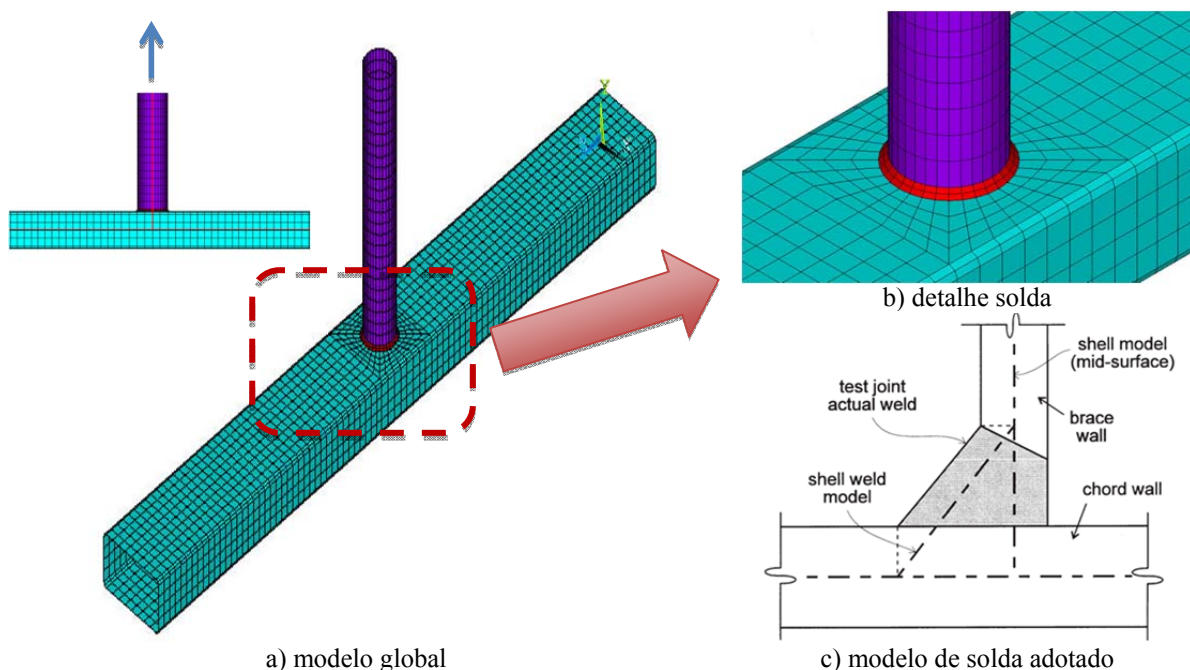 Y
b) detalhe solda
test joint
actual weld
shell model
(mid-surface)
brace
wall
shell weld
model
chord wall
a) modelo global
c) modelo de solda adotado